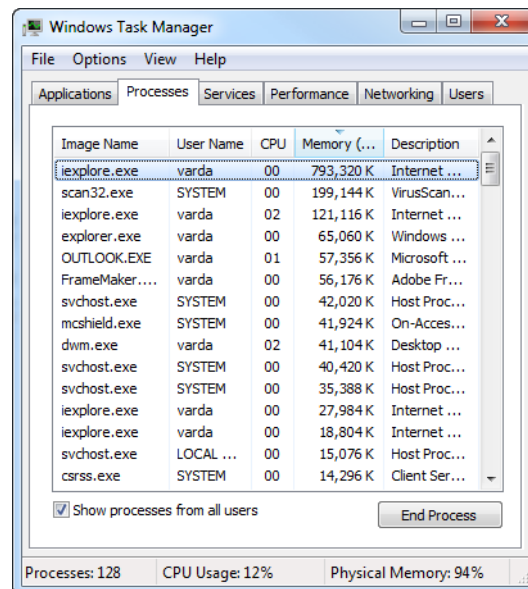 Windows Task Manager
File Options View Help
Applications Processes Services Performance Networking Users
Image Name User Name CPU Memory (... Description
iexplore.exe varda 00 793,320 K Internet ...
scan32.exe SYSTEM 00 199,144 K VirusScan...
iexplore.exe varda 02 121,116 K Internet ...
explorer.exe varda 00 65,060 K Windows ...
OUTLOOK.EXE varda 01 57,356 K Microsoft ...
FrameMaker.... varda 00 56,176 K Adobe Fr...
svchost.exe SYSTEM 00 42,020 K Host Proc...
mcshield.exe SYSTEM 00 41,924 K On-Acces...
dwm.exe varda 02 41,104 K Desktop ...
svchost.exe SYSTEM 00 40,420 K Host Proc...
svchost.exe SYSTEM 00 35,388 K Host Proc...
iexplore.exe varda 00 27,984 K Internet ...
iexplore.exe varda 00 18,804 K Internet ...
svchost.exe LOCAL ... 00 15,076 K Host Proc...
csrss.exe SYSTEM 00 14,296 K Client Ser...
Show processes from all users End Process
Processes: 128 CPU Usage: 12% Physical Memory: 94%